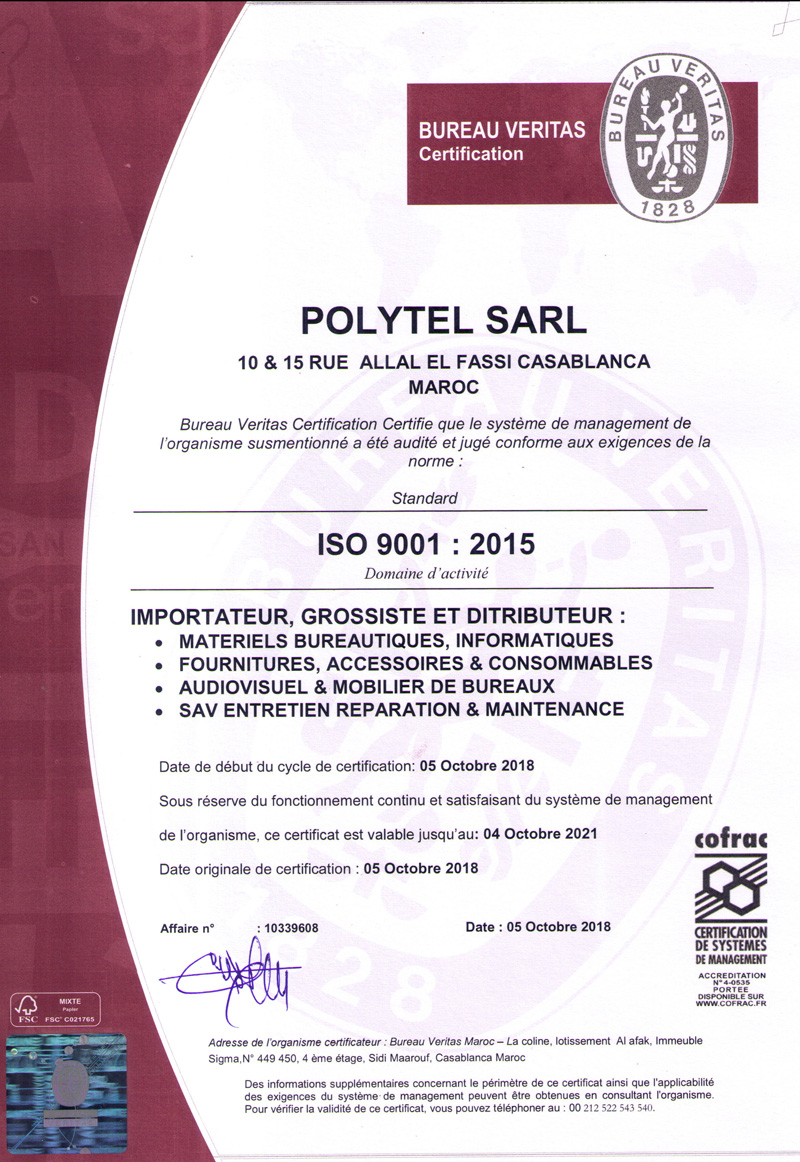 BUREAU VERITAS
Certification
BUREAU VERITAS
1828
POLYTEL SARL
10 & 15 RUE ALLAL EL FASSI CASABLANCA
MAROC
Bureau Veritas Certification Certifie que le système de management de
l'organisme susmentionné a été audité et jugé conforme aux exigences de la
norme :
Standard
ISO 9001 : 2015
Domaine d'activité
IMPORTATEUR, GROSSISTE ET DITRIBUTEUR :
• MATERIELS BUREAUTIQUES, INFORMATIQUES
• FOURNITURES, ACCESSOIRES & CONSOMMABLES
• AUDIOVISUEL & MOBILIER DE BUREAUX
• SAV ENTRETIEN REPARATION & MAINTENANCE
Date de début du cycle de certification: 05 Octobre 2018
Sous réserve du fonctionnement continu et satisfaisant du système de management
de l'organisme, ce certificat est valable jusqu'au: 04 Octobre 2021
Date originale de certification : 05 Octobre 2018
Affaire n° : 10339608 Date : 05 Octobre 2018
cofrac
CERTIFICATION
DE SYSTEMES
DE MANAGEMENT
ACCREDITATION
N° 4-0535
PORTEE
DISPONIBLE SUR
WWW.COFRAC.FR
MIXTE
Papier
FSC
FSC® C021765
Adresse de l'organisme certificateur : Bureau Veritas Maroc – La coline, lotissement Al afak, Immeuble
Sigma,N° 449 450, 4 ème étage, Sidi Maarouf, Casablanca Maroc
Des informations supplémentaires concernant le périmètre de ce certificat ainsi que l'applicabilité
des exigences du système de management peuvent être obtenues en consultant l'organisme.
Pour vérifier la validité de ce certificat, vous pouvez téléphoner au : 00 212 522 543 540.